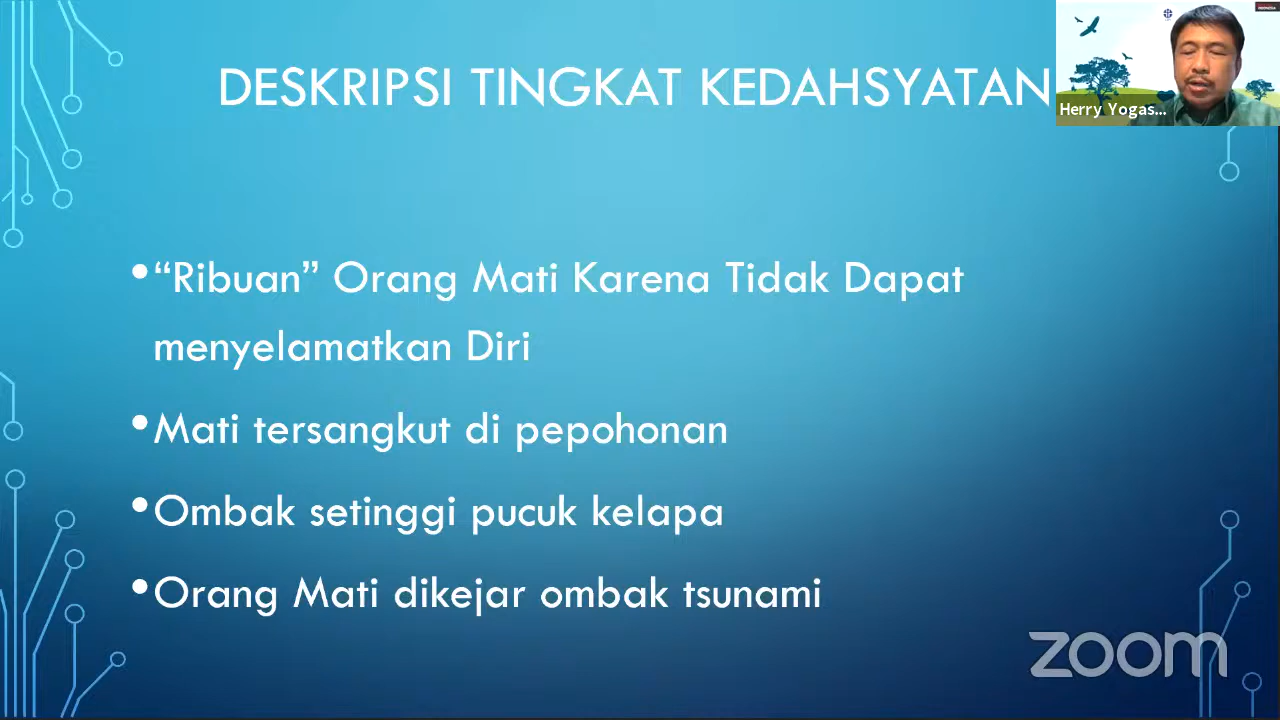 DESKRIPSI TINGKAT KEDAHSYATAN
Herry Yogas...
•“Ribuan” Orang Mati Karena Tidak Dapat
menyelamatkan Diri
•Mati tersangkut di pepohonan
•Ombak setinggi pucuk kelapa
•Orang Mati dikejar ombak tsunami
zoom